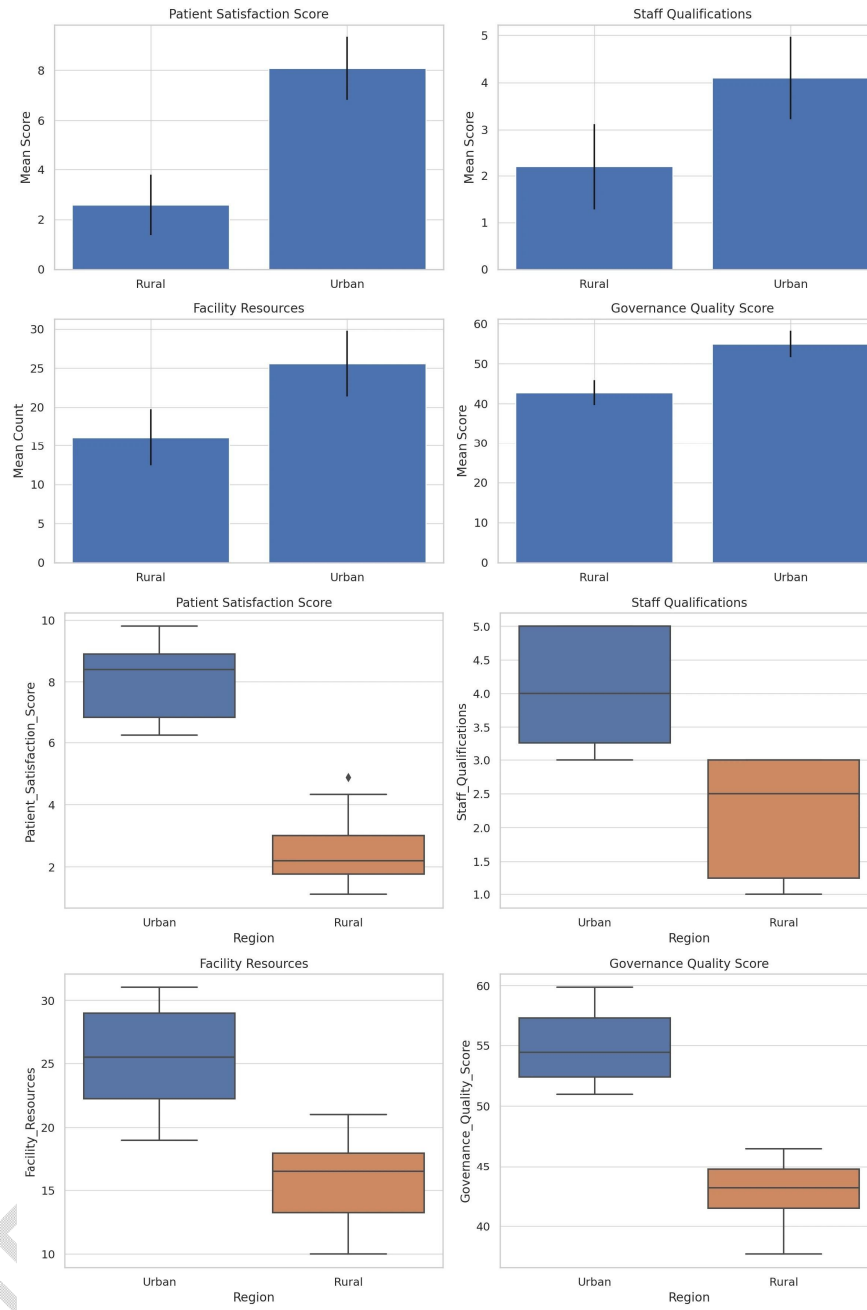 Patient Satisfaction Score
Mean Score
8
6
4
2
0
Rural Urban
Staff Qualifications
Mean Score
5
4
3
2
1
0
Rural Urban
Facility Resources
Mean Count
30
25
20
15
10
5
0
Rural Urban
Governance Quality Score
Mean Score
60
50
40
30
20
10
0
Rural Urban
Patient Satisfaction Score
Patient_Satisfaction_Score
10
8
6
4
2
Urban Rural
Region
Staff Qualifications
Staff_Qualifications
5.0
4.5
4.0
3.5
3.0
2.5
2.0
1.5
1.0
Urban Rural
Region
Facility Resources
Facility_Resources
30
25
20
15
10
Urban Rural
Region
Governance Quality Score
Governance_Quality_Score
60
55
50
45
40
Urban Rural
Region